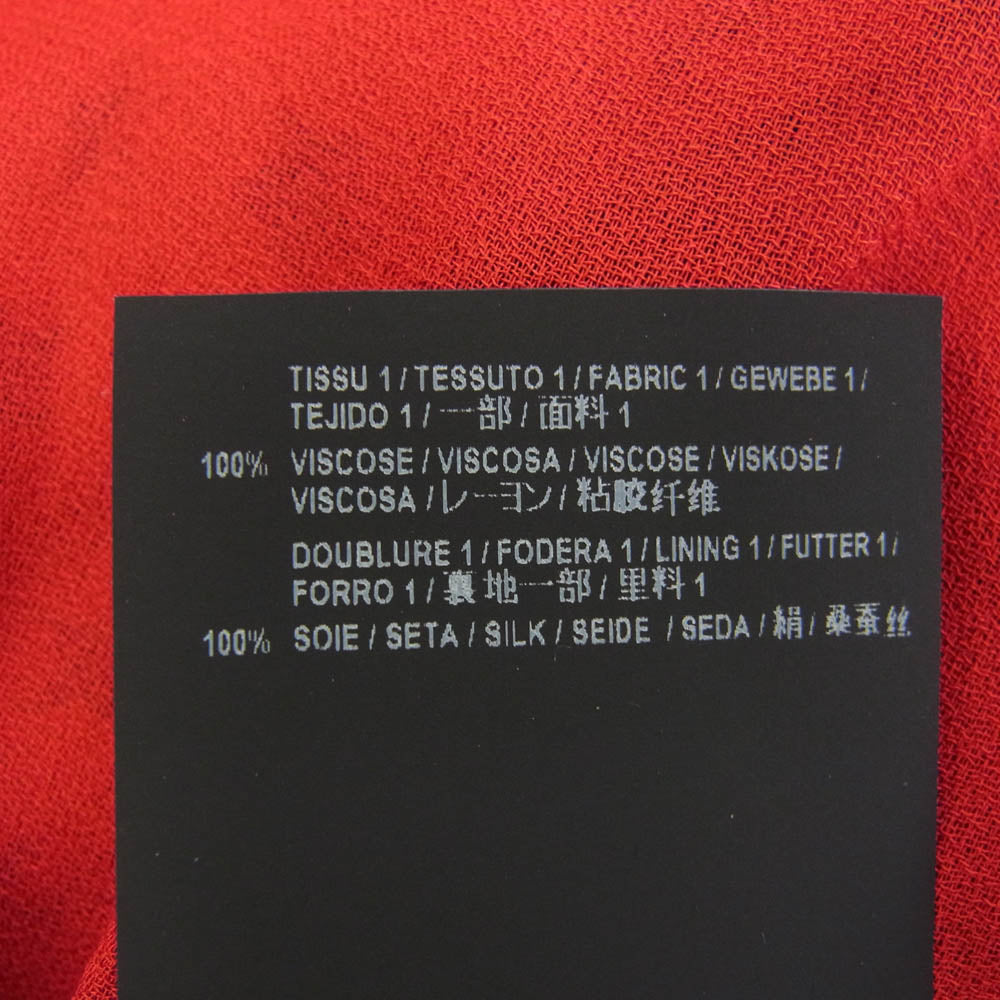 TISSU 1 / TESSUTO 1 / FABRIC 1 / GEWEBE 1 /
TEJIDO 1 / 一部 / 面料 1
100% VISCOSE / VISCOSA / VISCOSE / VISKOSE /
VISCOSA / レーヨン / 粘胶纤维
DOUBLURE 1 / FODERA 1 / LINING 1 / FUTTER 1 /
FORRO 1 / 裏地一部 / 里料 1
100% SOIE / SETA / SILK / SEIDE / SEDA / 絹 / 桑蚕丝